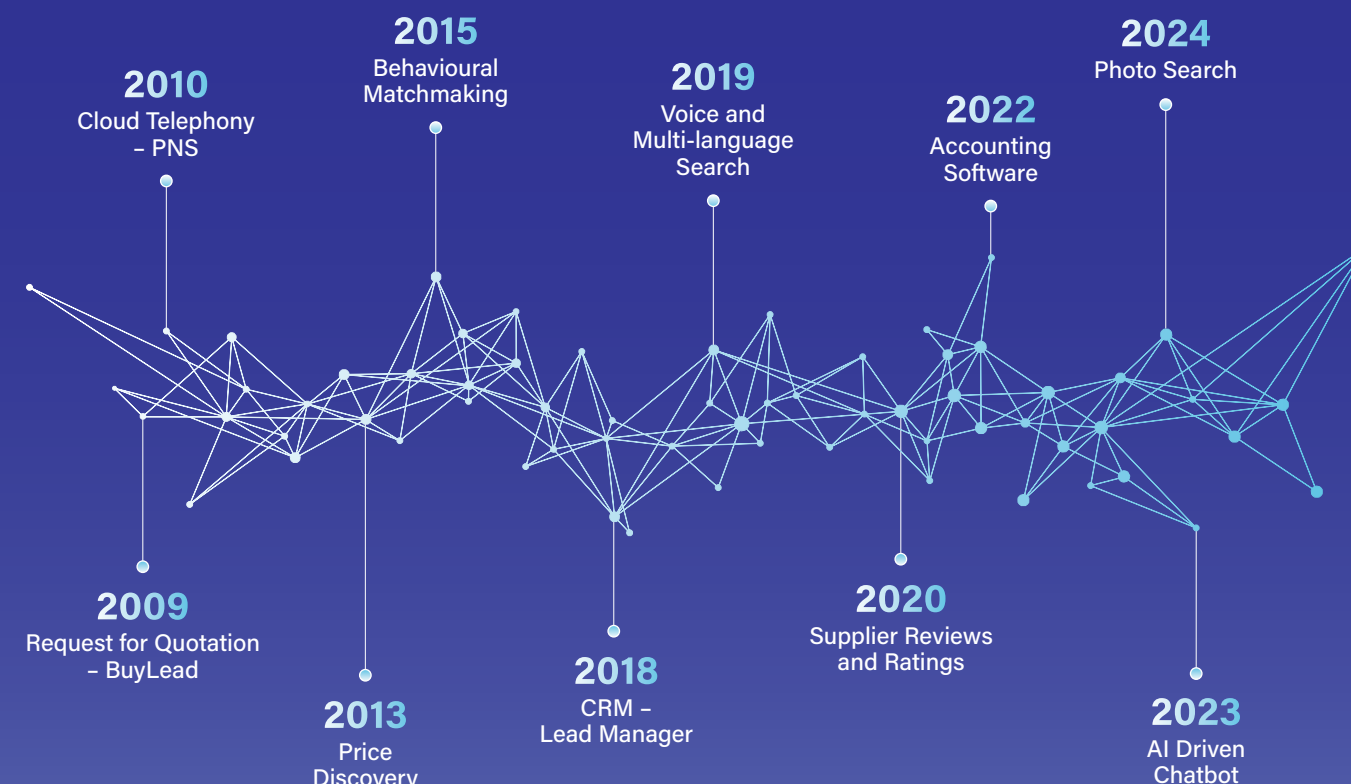 2009
Request for Quotation
– BuyLead
2010
Cloud Telephony
– PNS
2013
Price
Discovery
2015
Behavioural
Matchmaking
2018
CRM –
Lead Manager
2019
Voice and
Multi-language
Search
2020
Supplier Reviews
and Ratings
2022
Accounting
Software
2023
AI Driven
Chatbot
2024
Photo Search